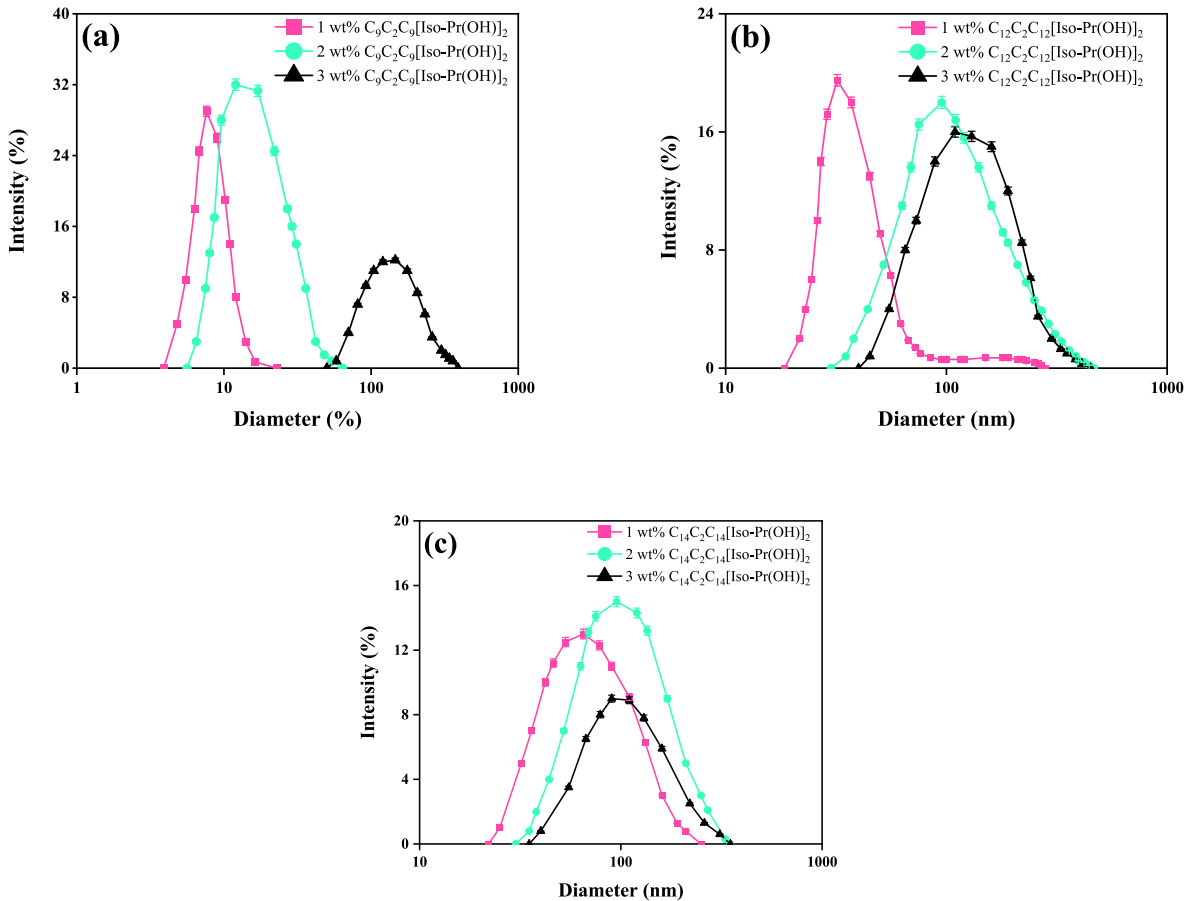 (a)
1 wt% C₉C₂C₉[Iso-Pr(OH)]₂
2 wt% C₉C₂C₉[Iso-Pr(OH)]₂
3 wt% C₉C₂C₉[Iso-Pr(OH)]₂
40
32
24
16
8
0
Intensity (%)
1 10 100 1000
Diameter (%)
(b)
1 wt% C₁₂C₂C₁₂[Iso-Pr(OH)]₂
2 wt% C₁₂C₂C₁₂[Iso-Pr(OH)]₂
3 wt% C₁₂C₂C₁₂[Iso-Pr(OH)]₂
24
16
8
0
Intensity (%)
10 100 1000
Diameter (nm)
(c)
1 wt% C₁₄C₂C₁₄[Iso-Pr(OH)]₂
2 wt% C₁₄C₂C₁₄[Iso-Pr(OH)]₂
3 wt% C₁₄C₂C₁₄[Iso-Pr(OH)]₂
20
16
12
8
4
0
Intensity (%)
10 100 1000
Diameter (nm)